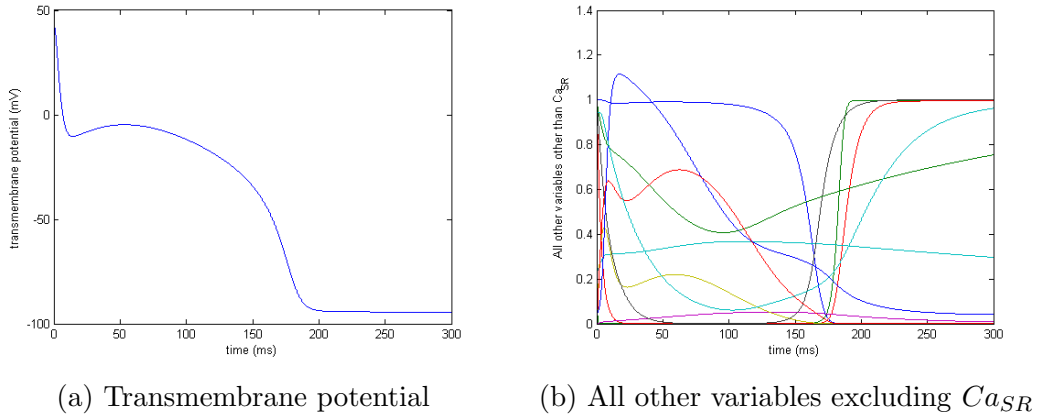 50
0
-50
-100
transmembrane potential (mV)
0 50 100 150 200 250 300
time (ms)
(a) Transmembrane potential
1.4
1.2
1
0.8
0.6
0.4
0.2
0
All other variables other than Ca_SR
0 50 100 150 200 250 300
time (ms)
(b) All other variables excluding Ca_SR